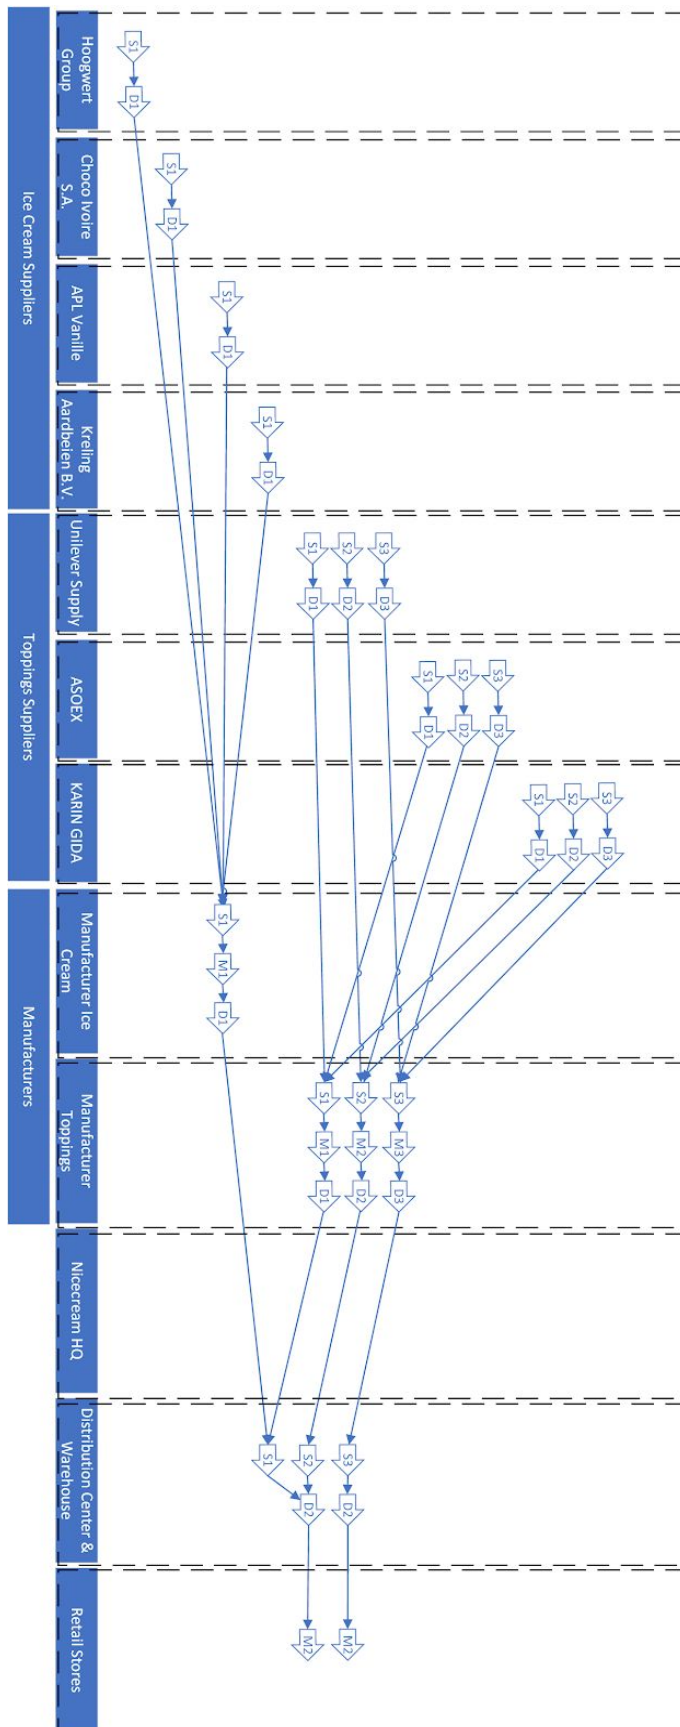 Ice Cream Suppliers
Toppings Suppliers
Manufacturers
Hoogwert
Group
Choco Ivoire
S.A.
APL Vanille
Kreling
Aardbeien B.V.
Unilever Supply
ASOEX
KARIN GIDA
Manufacturer Ice
Cream
Manufacturer
Toppings
Nicecream HQ
Distribution Center &
Warehouse
Retail Stores
S1
D1
S1
D1
S1
D1
S1
D1
S1
D1
S2
D2
S3
D3
S1
D1
S2
D2
S3
D3
S1
D1
S2
D2
S3
D3
S1
M1
D1
S1
M1
D1
S2
M2
D2
S3
M3
D3
S1
S2
D2
S3
D2
M2
M2